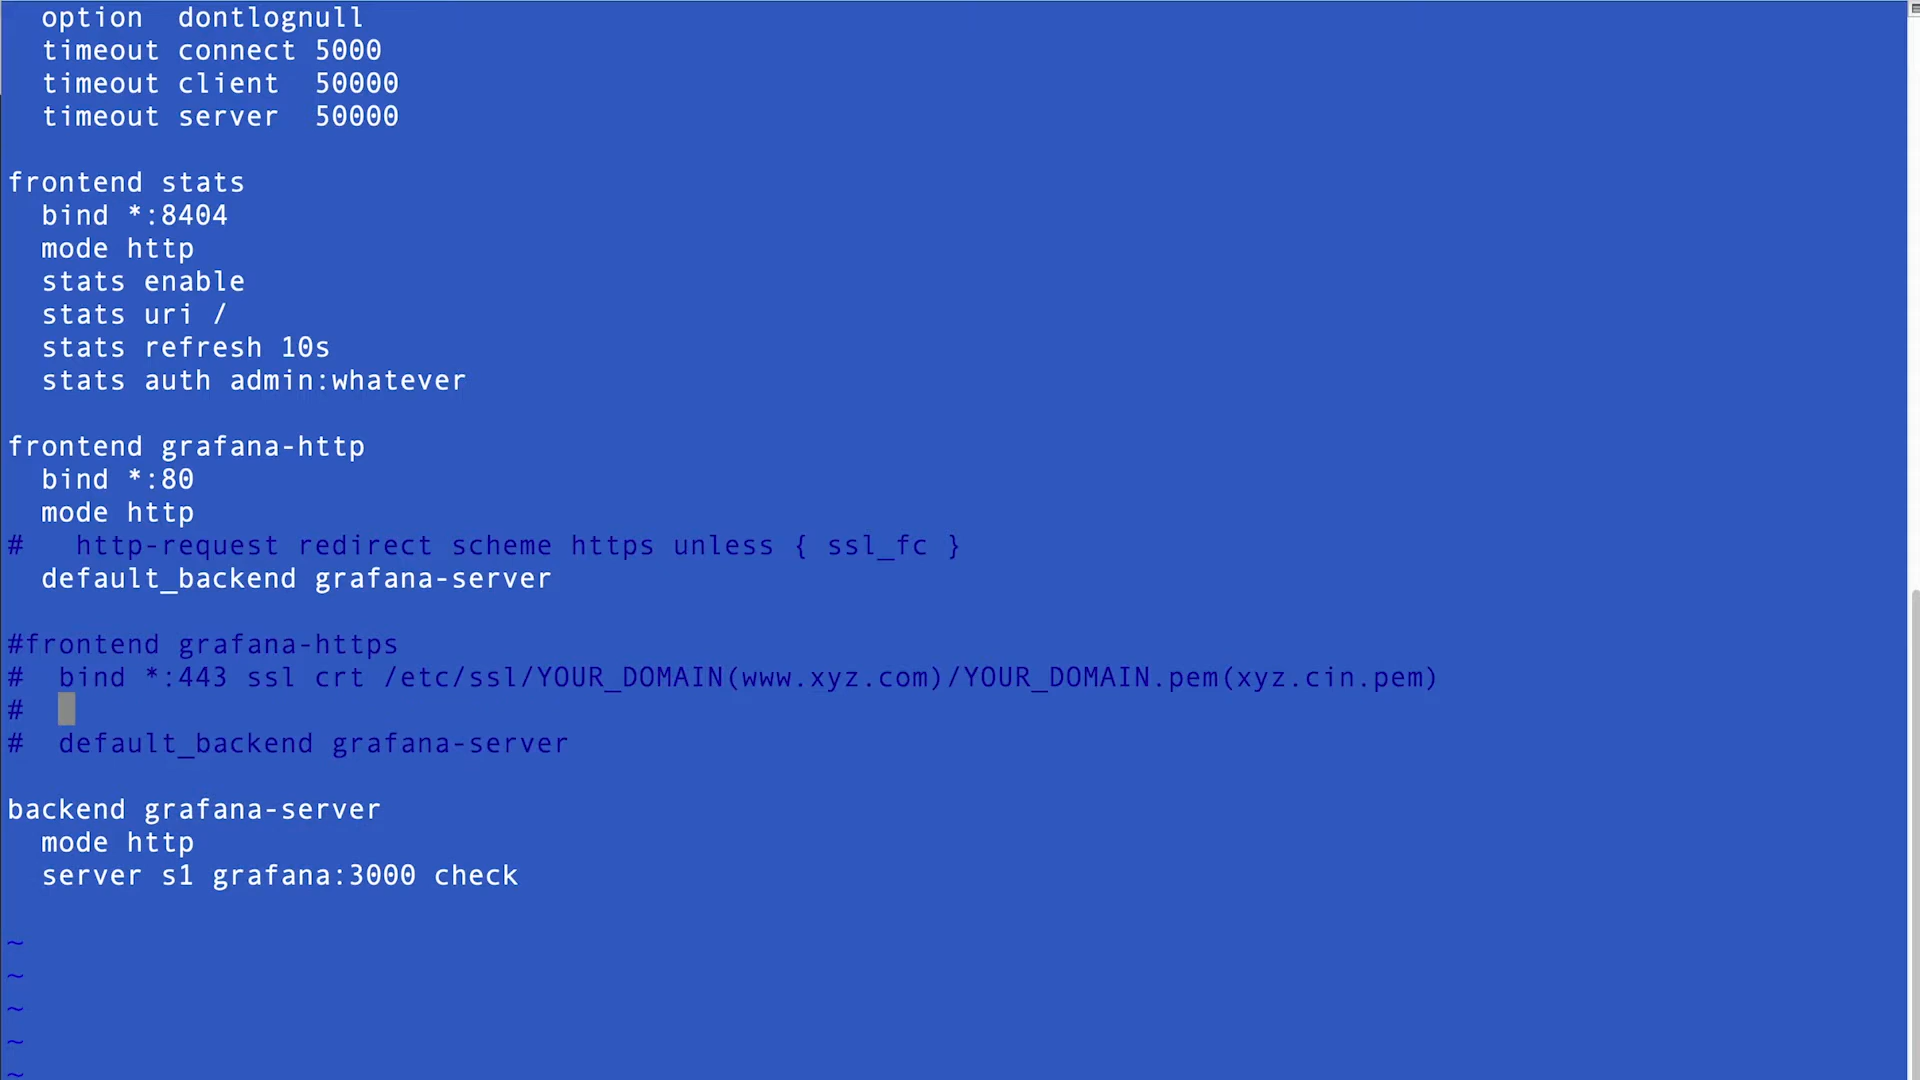 option  dontlognull
timeout connect 5000
timeout client  50000
timeout server  50000
frontend stats
bind *:8404
mode http
stats enable
stats uri /
stats refresh 10s
stats auth admin:whatever
frontend grafana-http
bind *:80
mode http
#   http-request redirect scheme https unless { ssl_fc }
default_backend grafana-server
#frontend grafana-https
#  bind *:443 ssl crt /etc/ssl/YOUR_DOMAIN(www.xyz.com)/YOUR_DOMAIN.pem(xyz.cin.pem)
#
#  default_backend grafana-server
backend grafana-server
mode http
server s1 grafana:3000 check
~
~
~
~
~